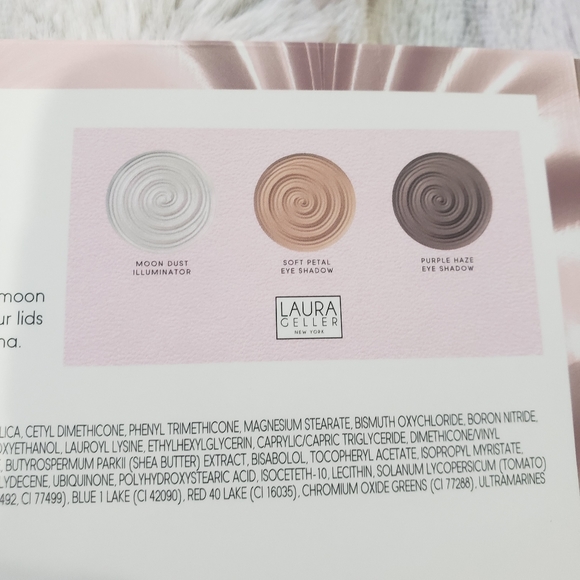 MOON DUST
ILLUMINATOR
SOFT PETAL
EYE SHADOW
PURPLE HAZE
EYE SHADOW
LAURA
GELLER
NEW YORK
moon
ur lids
na.
LICA, CETYL DIMETHICONE, PHENYL TRIMETHICONE, MAGNESIUM STEARATE, BISMUTH OXYCHLORIDE, BORON NITRIDE,
OXYETHANOL, LAUROYL LYSINE, ETHYLHEXYLGLYCERIN, CAPRYLIC/CAPRIC TRIGLYCERIDE, DIMETHICONE/VINYL
, BUTYROSPERMUM PARKII (SHEA BUTTER) EXTRACT, BISABOLOL, TOCOPHERYL ACETATE, ISOPROPYL MYRISTATE,
LYDECENE, UBIQUINONE, POLYHYDROXYSTEARIC ACID, ISOCETETH-10, LECITHIN, SOLANUM LYCOPERSICUM (TOMATO)
492, CI 77499), BLUE 1 LAKE (CI 42090), RED 40 LAKE (CI 16035), CHROMIUM OXIDE GREENS (CI 77288), ULTRAMARINES